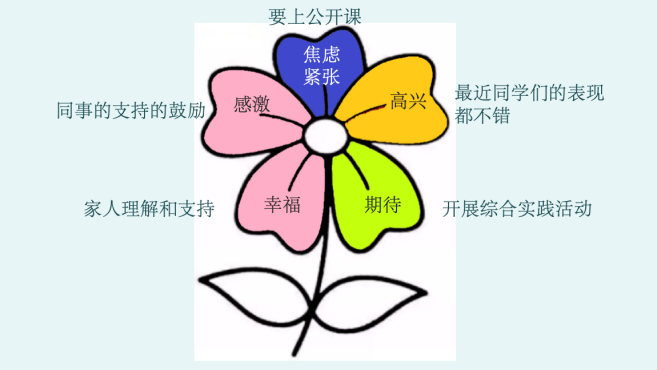 要上公开课
焦虑
紧张
感激
高兴
同事的支持的鼓励
最近同学们的表现
都不错
家人理解和支持
幸福
期待
开展综合实践活动